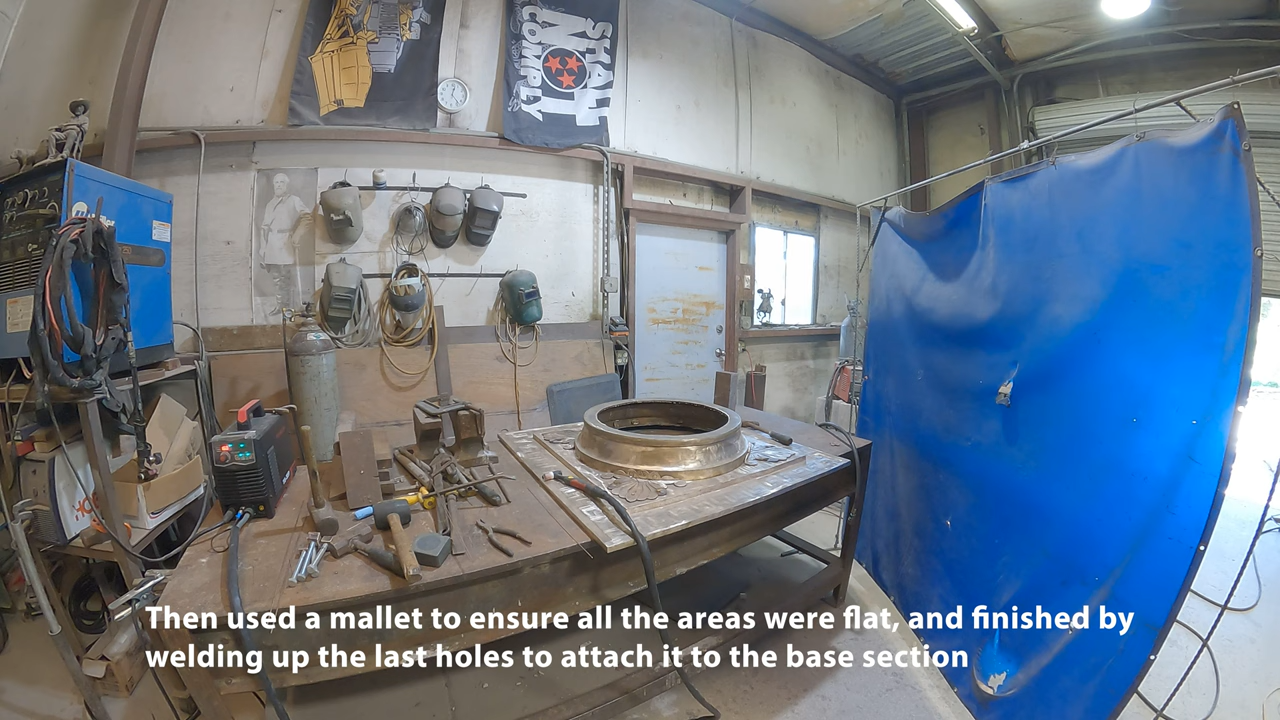 SHALL
N
T
COMPLY
Then used a mallet to ensure all the areas were flat, and finished by
welding up the last holes to attach it to the base section